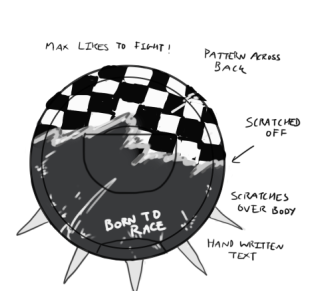 MAX LIKES TO FIGHT!
PATTERN ACROSS
BACK
SCRATCHED
OFF
SCRATCHES
OVER BODY
BORN TO
RACE
HAND WRITTEN
TEXT